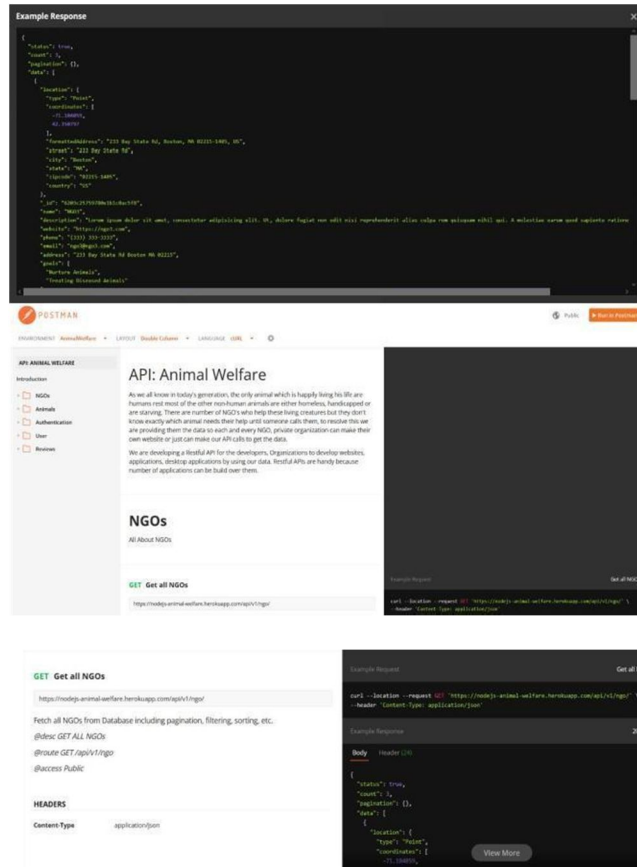 Example Response
{
"status": true,
"count": 3,
"pagination": {},
"data": [
{
"location": {
"type": "Point",
"coordinates": [
],
"formattedAddress": "233 Bay State Rd, Boston, MA 02215-1405, US",
"street": "233 Bay State Rd",
"city": "Boston",
"state": "MA",
"zipcode": "02215-1405",
"country": "US"
},
"name": "NGO3",
"website": "https://ngo3.com",
"phone": "(333) 333-3333",
"email": "ngo3@ngo3.com",
"address": "233 Bay State Rd Boston MA 02215",
"goals": [
"Nurture Animals",
"Treating Diseased Animals"
POSTMAN
Public
Run in Postman
ENVIRONMENT AnimalWelfare LAYOUT Double Column LANGUAGE cURL
API: ANIMAL WELFARE
Introduction
NGOs
Animals
Authentication
User
Reviews
API: Animal Welfare
As we all know in today's generation, the only animal which is happily living his life are
humans rest most of the other non-human animals are either homeless, handicapped or
are starving. There are number of NGO's who help these living creatures but they don't
know exactly which animal needs their help until someone calls them, to resolve this we
are providing them the data so each and every NGO, private organization can make their
own website or just can make our API calls to get the data.
We are developing a Restful API for the developers, Organizations to develop websites,
applications, desktop applications by using our data. Restful APIs are handy because
number of applications can be build over them.
NGOs
All About NGOs
GET Get all NGOs
https://nodejs-animal-welfare.herokuapp.com/api/v1/ngo/
Example Request
Get all NGO
curl --location --request GET 'https://nodejs-animal-welfare.herokuapp.com/api/v1/ngo/' \
--header 'Content-Type: application/json'
GET Get all NGOs
https://nodejs-animal-welfare.herokuapp.com/api/v1/ngo/
Fetch all NGOs from Database including pagination, filtering, sorting, etc.
@desc GET ALL NGOs
@route GET /api/v1/ngo
@access Public
HEADERS
Content-Type application/json
Example Request
Get all
curl --location --request GET 'https://nodejs-animal-welfare.herokuapp.com/api/v1/ngo/' \
--header 'Content-Type: application/json'
Example Response
20
Body Header (24)
{
"status": true,
"count": 3,
"pagination": {},
"data": [
{
"location": {
"type": "Point",
"coordinates": [
View More